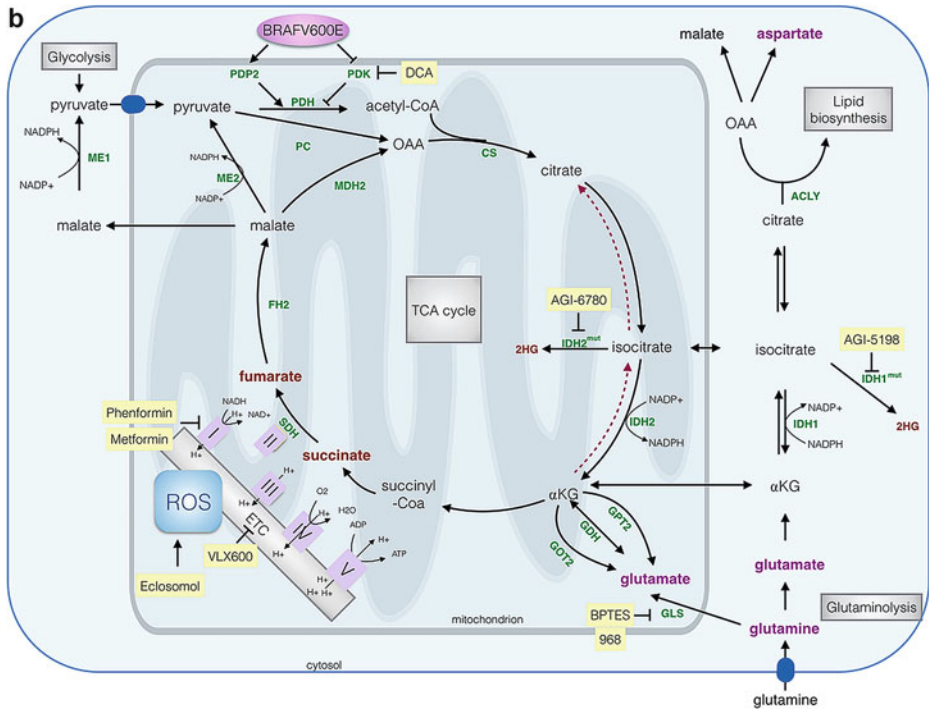 b
BRAFV600E
malate
aspartate
Glycolysis
PDP2
PDK
DCA
pyruvate
pyruvate
PDH
acetyl-CoA
OAA
Lipid
biosynthesis
NADPH
ME1
NADP+
NADPH
ME2
NADP+
PC
OAA
CS
MDH2
citrate
ACLY
citrate
malate
malate
FH2
TCA cycle
AGI-6780
IDH2mut
2HG
isocitrate
isocitrate
AGI-5198
IDH1mut
2HG
fumarate
NADP+
IDH2
NADPH
NADP+
IDH1
NADPH
Phenformin
Metformin
NADH
H+
NAD+
I
H+
II
SDH
succinate
succinyl
-Coa
αKG
αKG
ROS
III
H+
H+
ETC
O2
H+
H2O
IV
H+
ADP
H+
ATP
V
H+
H+
H+
VLX600
Eclosomol
GOT2
GDH
GPT2
glutamate
glutamate
BPTES
968
GLS
glutamine
Glutaminolysis
mitochondrion
cytosol
glutamine